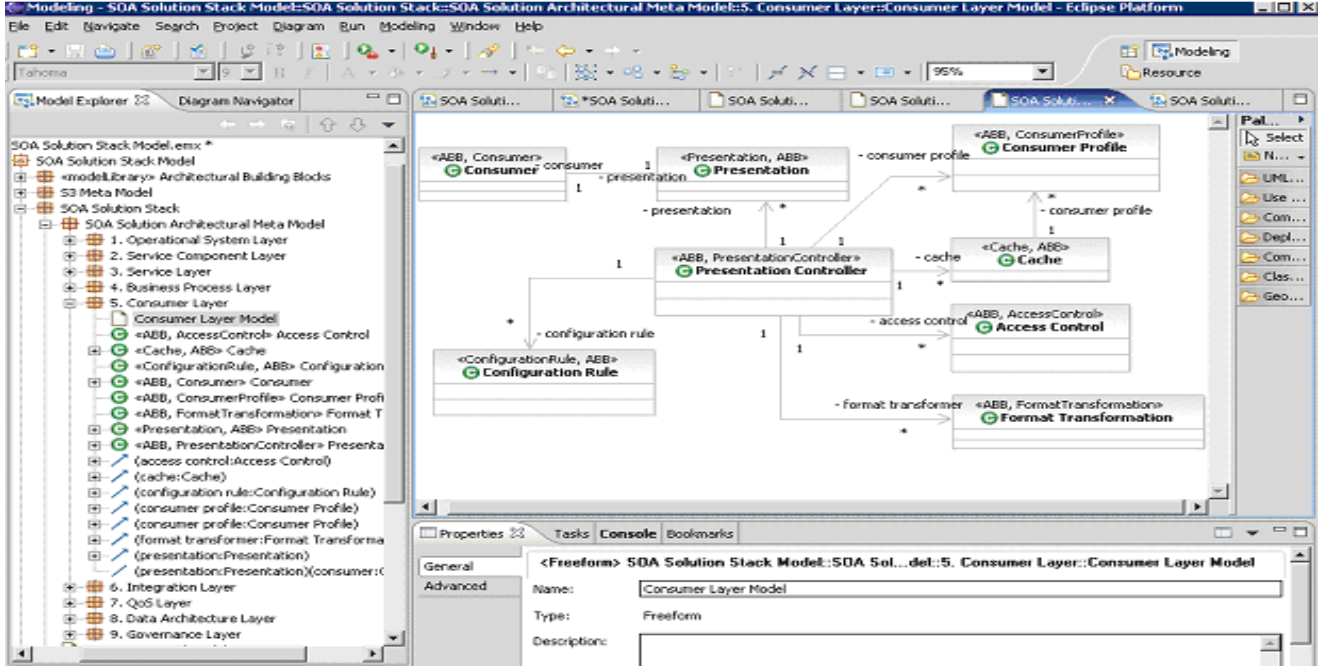 Modeling - SOA Solution Stack Model::SOA Solution Stack::SOA Solution Architectural Meta Model::5. Consumer Layer::Consumer Layer Model - Eclipse Platform
File Edit Navigate Search Project Diagram Run Modeling Window Help
Modeling
Tahoma 9 B I A 95% Resource
Model Explorer Diagram Navigator
SOA Soluti... *SOA Soluti... SOA Soluti... SOA Soluti... SOA Soluti... SOA Soluti...
SOA Solution Stack Model.emx *
SOA Solution Stack Model
«modelLibrary» Architectural Building Blocks
S3 Meta Model
SOA Solution Stack
SOA Solution Architectural Meta Model
1. Operational System Layer
2. Service Component Layer
3. Service Layer
4. Business Process Layer
5. Consumer Layer
Consumer Layer Model
«ABB, AccessControl» Access Control
«Cache, ABB» Cache
«ConfigurationRule, ABB» Configuration
«ABB, Consumer» Consumer
«ABB, ConsumerProfile» Consumer Profi
«ABB, FormatTransformation» Format T
«Presentation, ABB» Presentation
«ABB, PresentationController» Presenta
(access control:Access Control)
(cache:Cache)
(configuration rule:Configuration Rule)
(consumer profile:Consumer Profile)
(consumer profile:Consumer Profile)
(format transformer:Format Transforma
(presentation:Presentation)
(presentation:Presentation)(consumer:C
6. Integration Layer
7. QoS Layer
8. Data Architecture Layer
9. Governance Layer
«ABB, Consumer»
Consumer
- consumer
1
- presentation
1
«Presentation, ABB»
Presentation
- consumer profile
*
«ABB, ConsumerProfile»
Consumer Profile
- presentation
*
*
- consumer profile
1
1
1
1
«ABB, PresentationController»
Presentation Controller
- cache
1
*
«Cache, ABB»
Cache
*
- configuration rule
1
1
- access control
*
«ABB, AccessControl»
Access Control
«ConfigurationRule, ABB»
Configuration Rule
- format transformer
*
«ABB, FormatTransformation»
Format Transformation
Pal...
Select
N...
UML...
Use ...
Com...
Depl...
Com...
Clas...
Geo...
Properties Tasks Console Bookmarks
General
Advanced
<Freeform> SOA Solution Stack Model::SOA Sol...del::5. Consumer Layer::Consumer Layer Model
Name: Consumer Layer Model
Type: Freeform
Description: